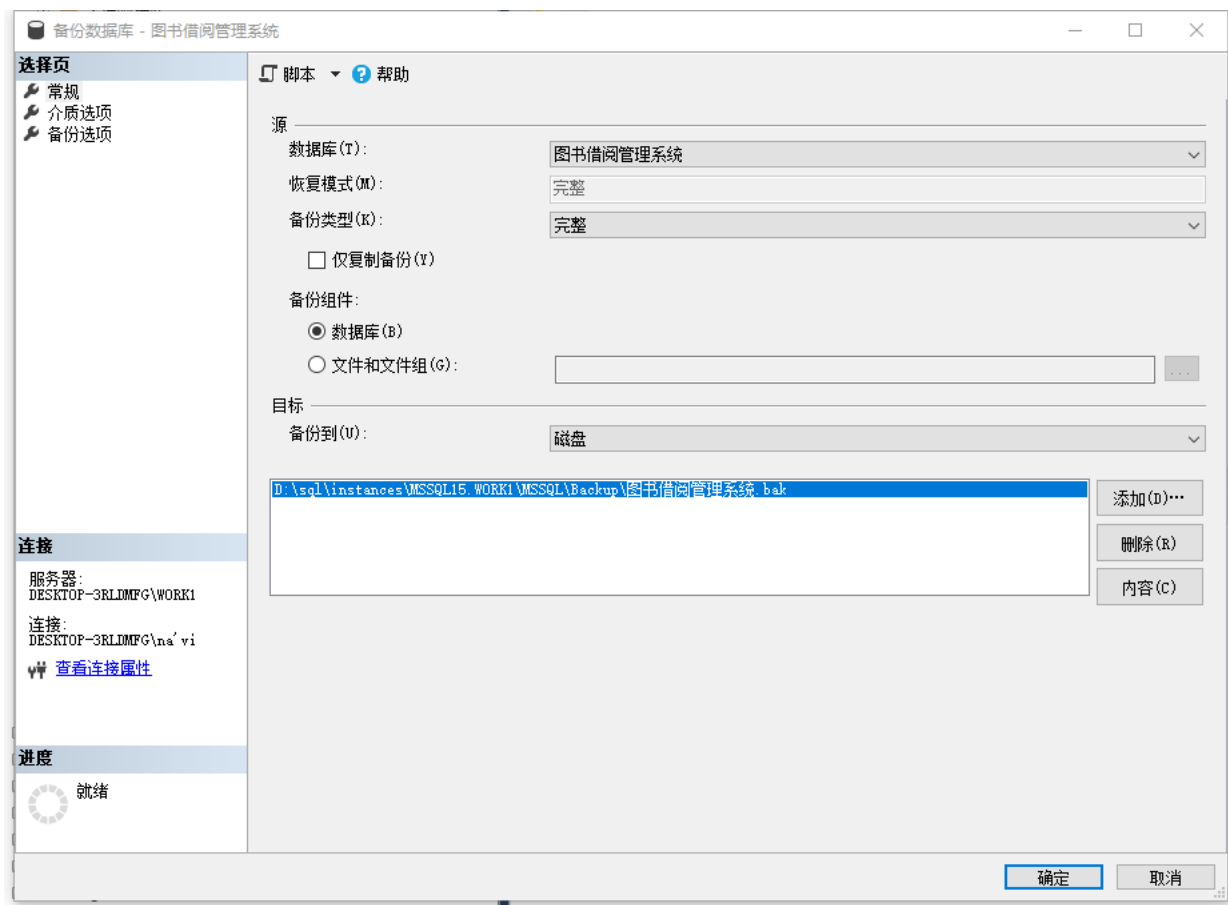 备份数据库 - 图书借阅管理系统
选择页
常规
介质选项
备份选项
脚本 帮助
源
数据库(T): 图书借阅管理系统
恢复模式(M): 完整
备份类型(K): 完整
仅复制备份(Y)
备份组件:
数据库(B)
文件和文件组(G): ...
目标
备份到(U): 磁盘
D:\sql\instances\MSSQL15.WORK1\MSSQL\Backup\图书借阅管理系统.bak
添加(D)...
删除(R)
内容(C)
连接
服务器:
DESKTOP-3RLDMFG\WORK1
连接:
DESKTOP-3RLDMFG\na'vi
查看连接属性
进度
就绪
确定 取消